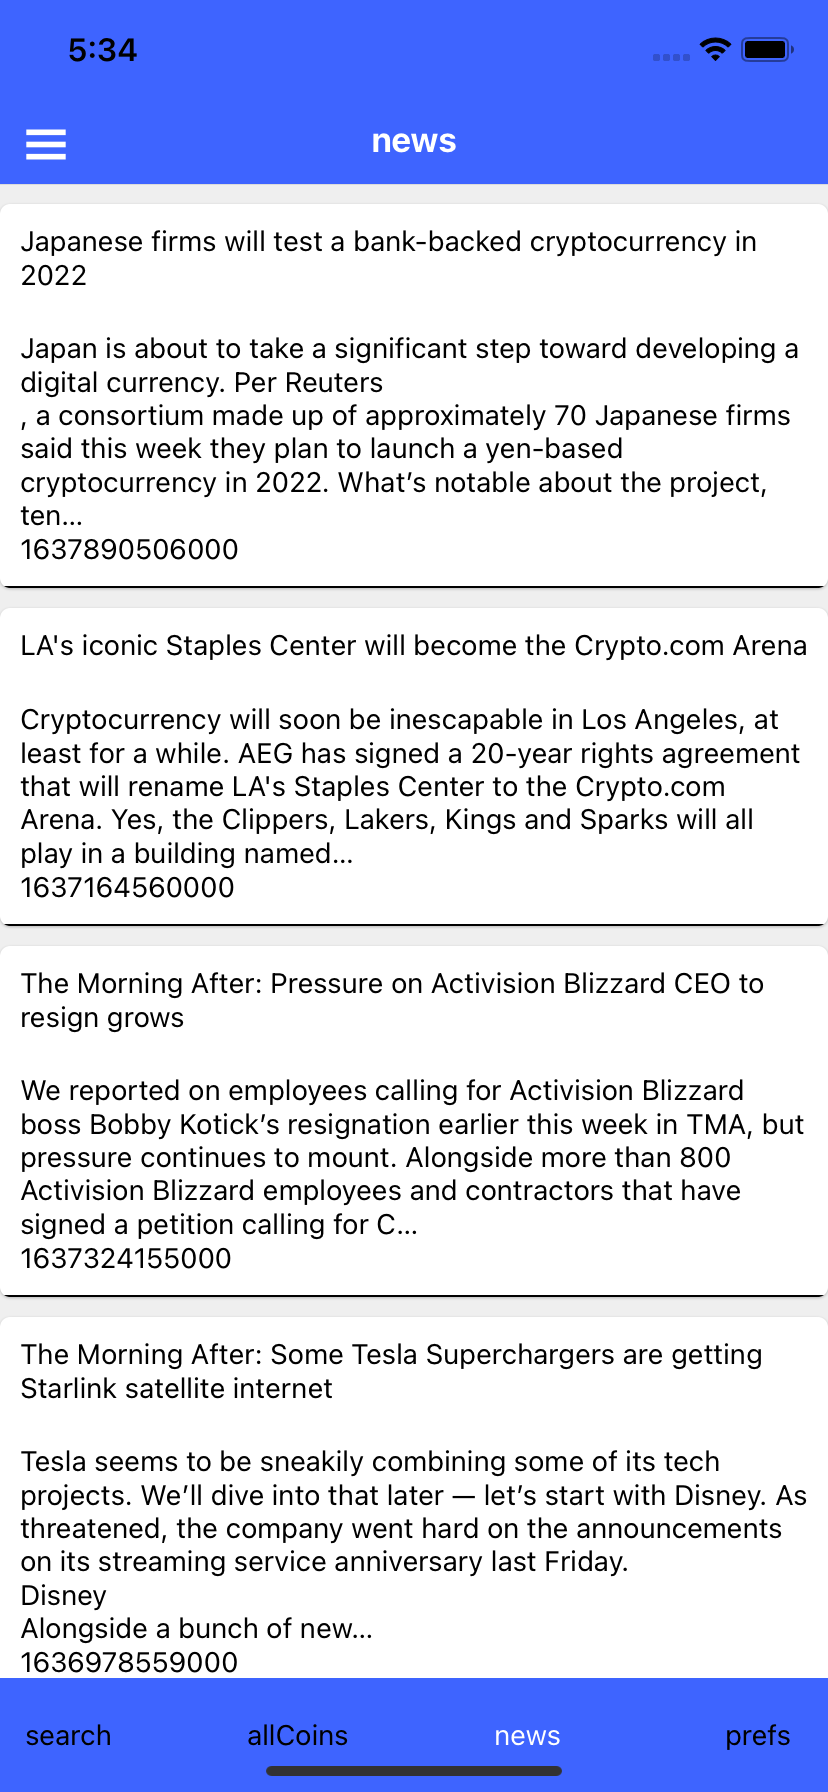 5:34
news
Japanese firms will test a bank-backed cryptocurrency in
2022
Japan is about to take a significant step toward developing a
digital currency. Per Reuters
, a consortium made up of approximately 70 Japanese firms
said this week they plan to launch a yen-based
cryptocurrency in 2022. What’s notable about the project,
ten...
1637890506000
LA's iconic Staples Center will become the Crypto.com Arena
Cryptocurrency will soon be inescapable in Los Angeles, at
least for a while. AEG has signed a 20-year rights agreement
that will rename LA's Staples Center to the Crypto.com
Arena. Yes, the Clippers, Lakers, Kings and Sparks will all
play in a building named...
1637164560000
The Morning After: Pressure on Activision Blizzard CEO to
resign grows
We reported on employees calling for Activision Blizzard
boss Bobby Kotick’s resignation earlier this week in TMA, but
pressure continues to mount. Alongside more than 800
Activision Blizzard employees and contractors that have
signed a petition calling for C...
1637324155000
The Morning After: Some Tesla Superchargers are getting
Starlink satellite internet
Tesla seems to be sneakily combining some of its tech
projects. We’ll dive into that later — let’s start with Disney. As
threatened, the company went hard on the announcements
on its streaming service anniversary last Friday.
Disney
Alongside a bunch of new...
1636978559000
search allCoins news prefs